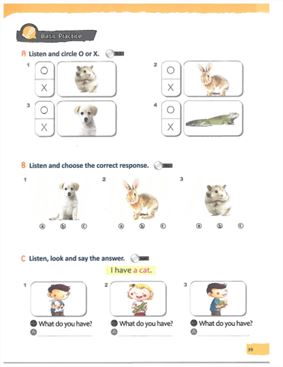 Basic Practice
A Listen and circle O or X.
1 O X
2 O X
3 O X
4 O X
B Listen and choose the correct response.
1 2 3
a b c a b c a b c
C Listen, look and say the answer.
I have a cat.
1 2 3
What do you have? What do you have? What do you have?